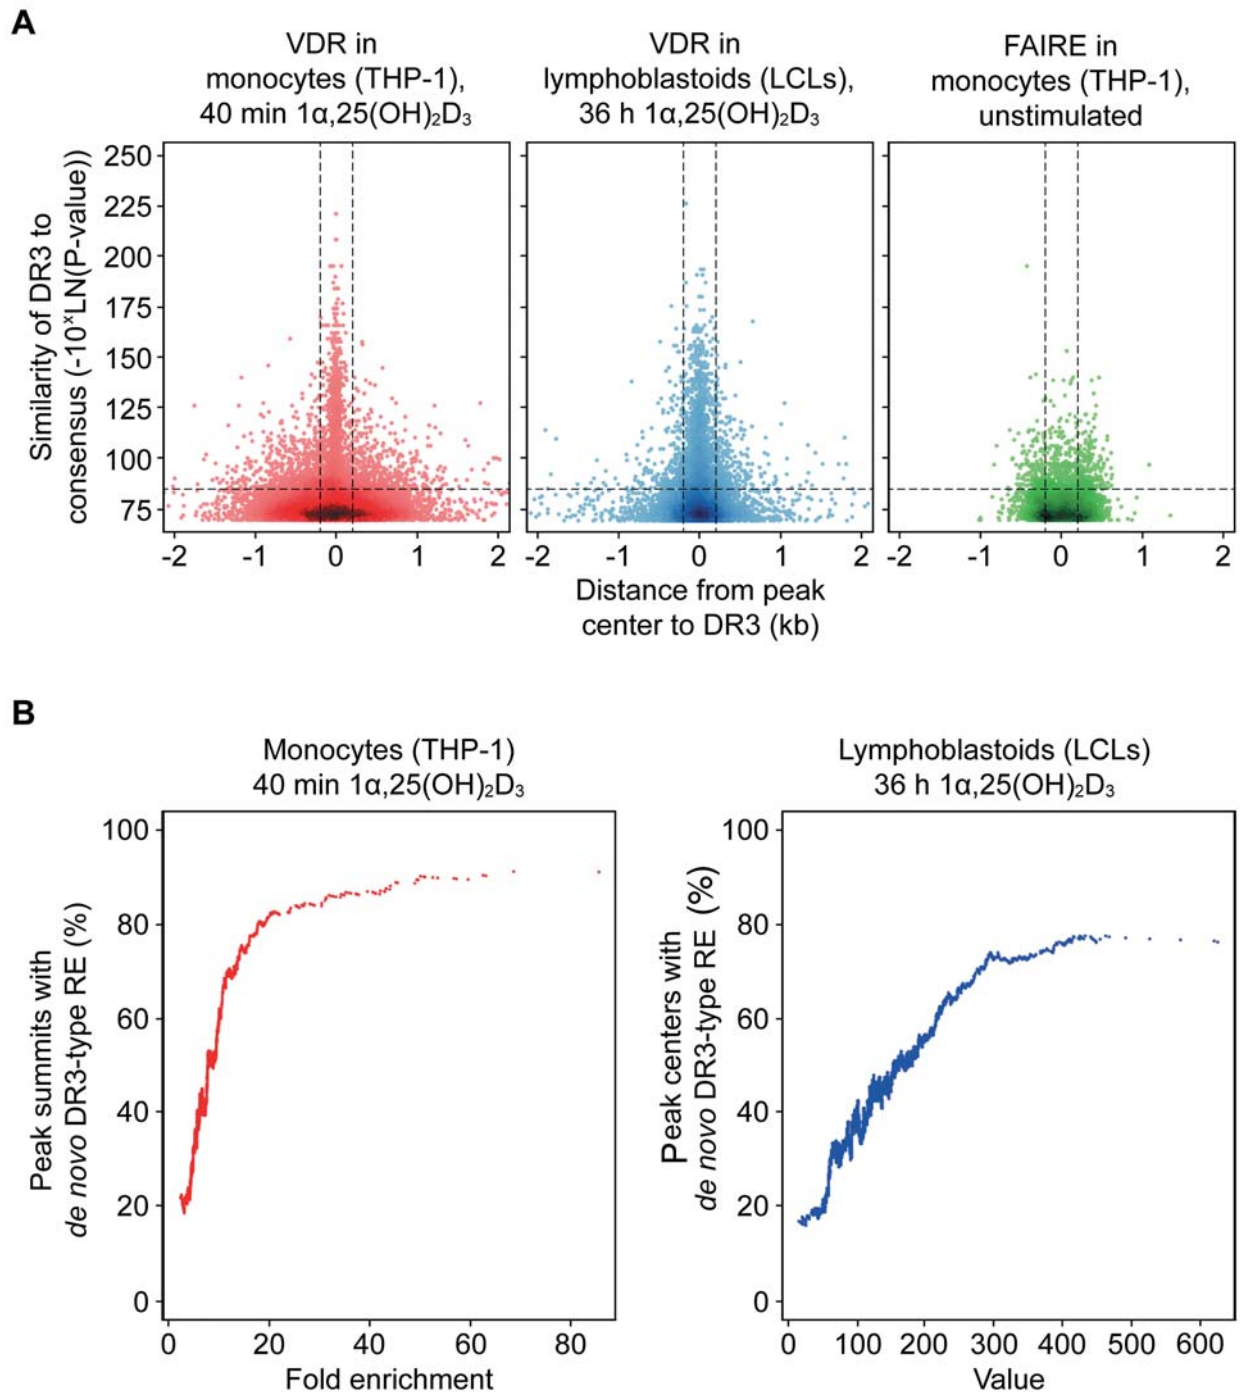 A
VDR in
monocytes (THP-1),
40 min 1α,25(OH)₂D₃
VDR in
lymphoblastoids (LCLs),
36 h 1α,25(OH)₂D₃
FAIRE in
monocytes (THP-1),
unstimulated
Similarity of DR3 to
consensus (-10ˣLN(P-value))
250
225
200
175
150
125
100
75
-2 -1 0 1 2
-2 -1 0 1 2
-2 -1 0 1 2
Distance from peak
center to DR3 (kb)
B
Monocytes (THP-1)
40 min 1α,25(OH)₂D₃
Peak summits with
de novo DR3-type RE (%)
100
80
60
40
20
0
0 20 40 60 80
Fold enrichment
Lymphoblastoids (LCLs)
36 h 1α,25(OH)₂D₃
Peak centers with
de novo DR3-type RE (%)
100
80
60
40
20
0
0 100 200 300 400 500 600
Value